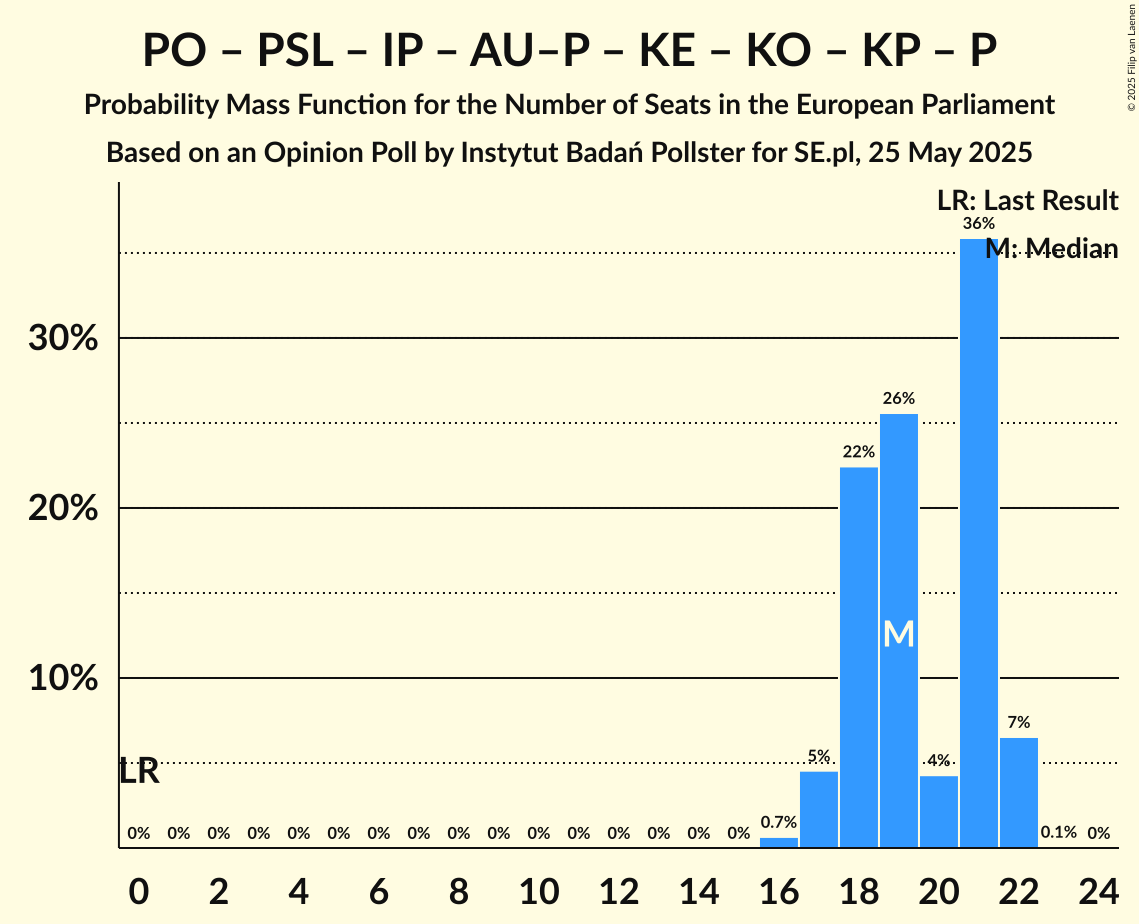 PO – PSL – IP – AU–P – KE – KO – KP – P
Probability Mass Function for the Number of Seats in the European Parliament
Based on an Opinion Poll by Instytut Badań Pollster for SE.pl, 25 May 2025
© 2025 Filip van Laenen
LR: Last Result
M: Median
36%
30%
26%
22%
20%
M
10%
7%
5%
4%
LR
0% 0% 0% 0% 0% 0% 0% 0% 0% 0% 0% 0% 0% 0% 0% 0% 0.7% 0.1% 0%
0 2 4 6 8 10 12 14 16 18 20 22 24